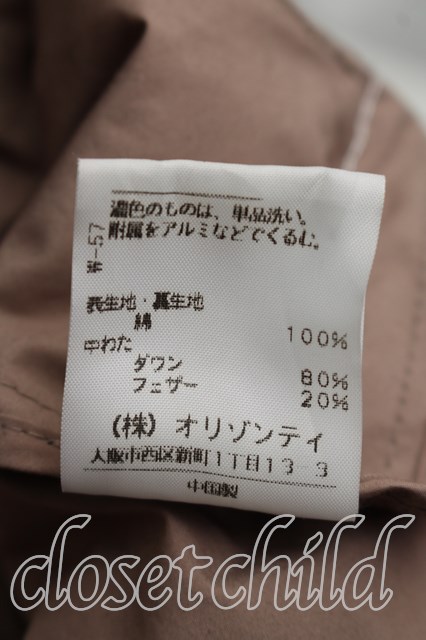 濃色のものは、単品洗い。
附属をアルミなどでくるむ。
W-57
表生地・裏生地
綿 100%
中わた
ダウン 80%
フェザー 20%
(株) オリゾンティ
大阪市西区新町1丁目13-3
中国製
closet child